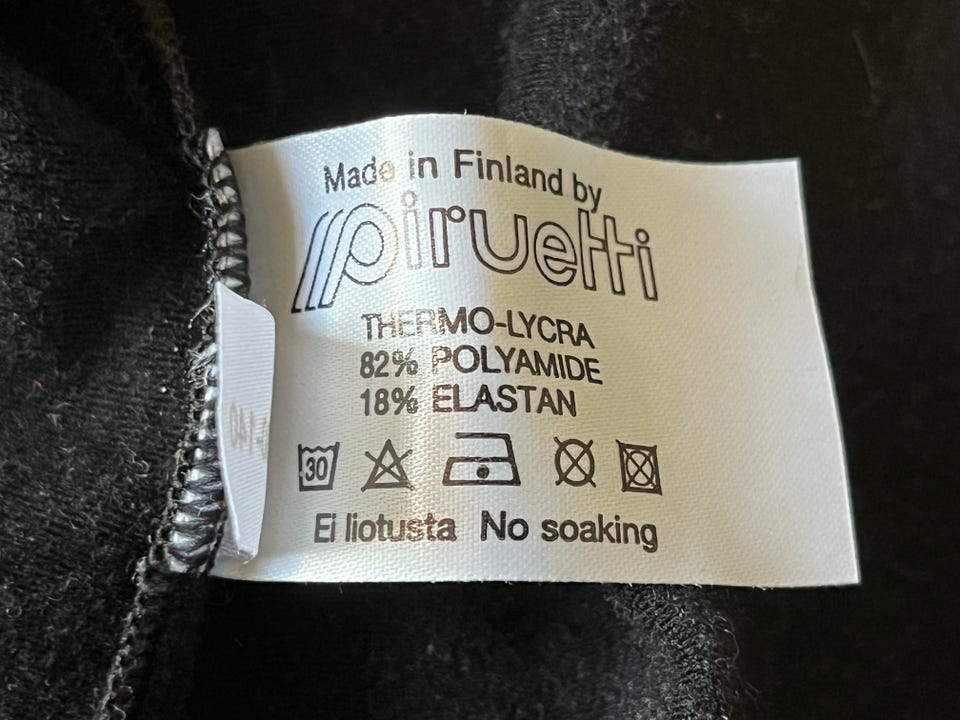 Made in Finland by
piruetti
THERMO-LYCRA
82% POLYAMIDE
18% ELASTAN
30
Ei liotusta No soaking